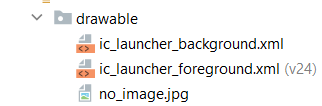 drawable
ic_launcher_background.xml
ic_launcher_foreground.xml (v24)
no_image.jpg